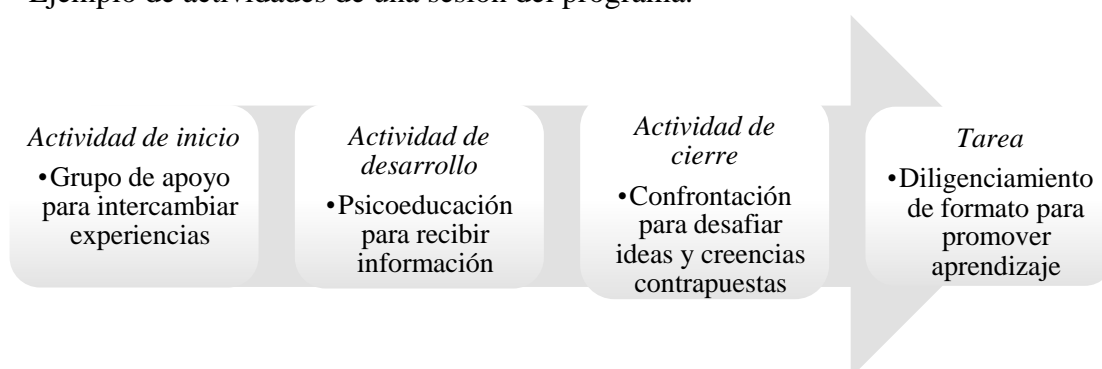 Ejemplo de actividades de una sesión del programa.
Actividad de inicio
•Grupo de apoyo
para intercambiar
experiencias
Actividad de
desarrollo
•Psicoeducación
para recibir
información
Actividad de
cierre
•Confrontación
para desafiar
ideas y creencias
contrapuestas
Tarea
•Diligenciamiento
de formato para
promover
aprendizaje